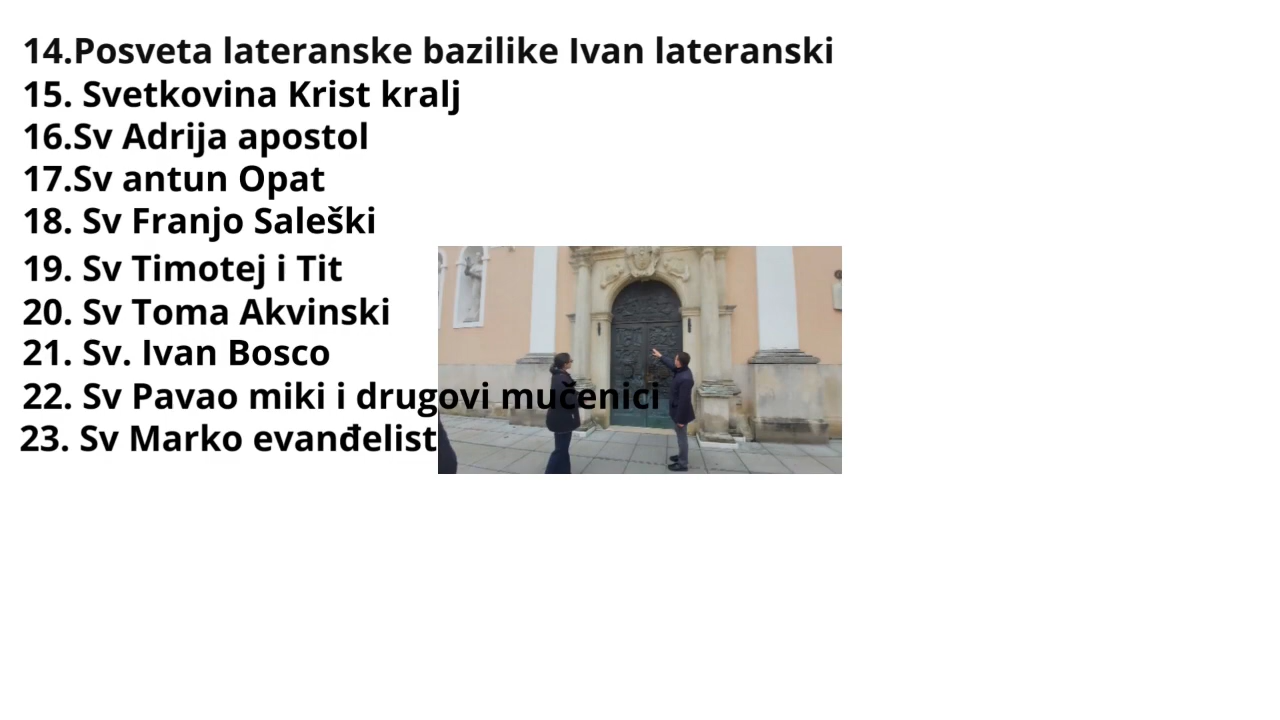 14.Posveta lateranske bazilike Ivan lateranski
15. Svetkovina Krist kralj
16.Sv Adrija apostol
17.Sv antun Opat
18. Sv Franjo Saleški
19. Sv Timotej i Tit
20. Sv Toma Akvinski
21. Sv. Ivan Bosco
22. Sv Pavao miki i drugovi mučenici
23. Sv Marko evanđelist